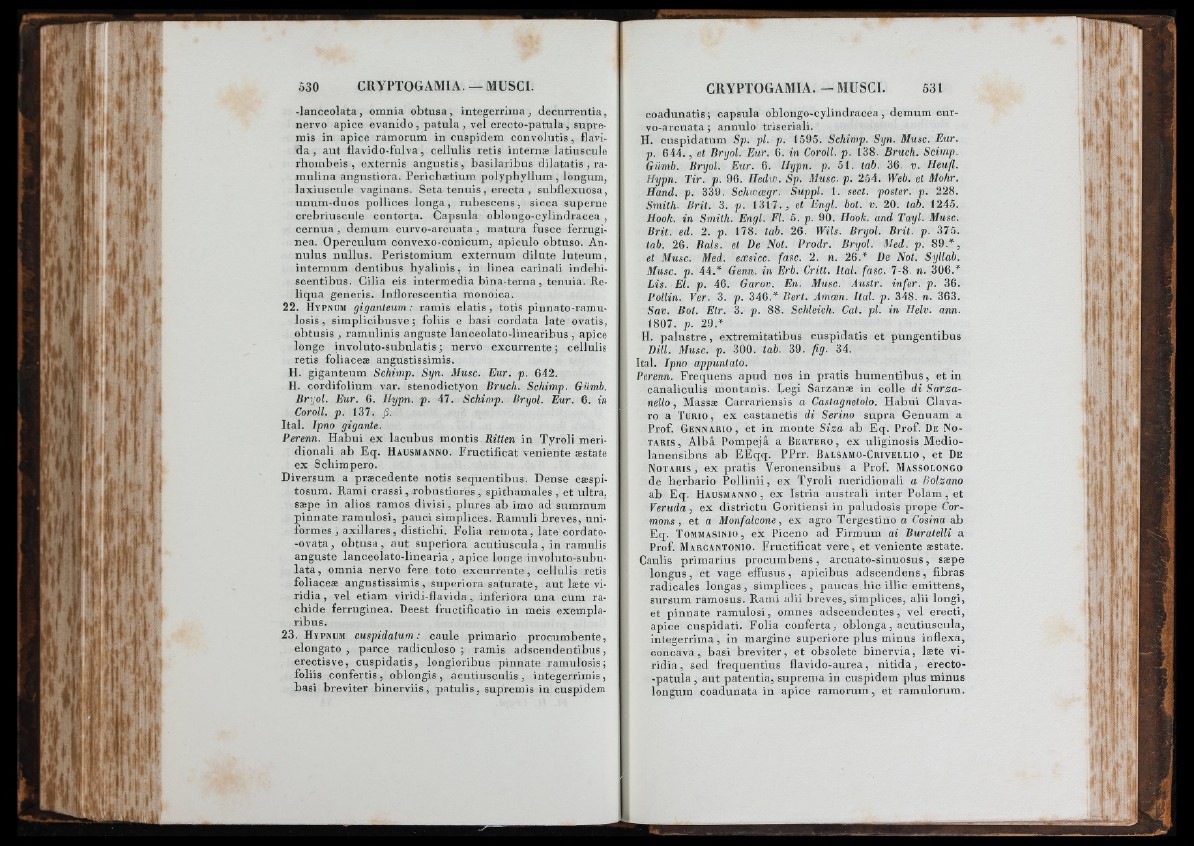 530 CRYPTOGAMIA. — MUSCI.
-lanceolata, omnia obtusa, integerrima, decurrentia,
nervo apice evanido, patula, vel erecto-patula, supre-
mis in apice ramorum in cuspidem convolutis, flavi-
da, aut flavido-fulva, cellulis retis internæ latiuscule
rhombeis, externis angustis, basilaribus dilatatis, ra-
mulina angustiora. Perichætium polyphyllum, longum,
laxiuscule vaginans. Seta tenuis, erecta, subflexuosa,
unum-duos pollices longa, rubescens, sicca superne
crebriuscule contorta. Capsula oblongo-cylindracea,
cernua, demum curvo-arcuata, matura fusce ferrugi-
nea. Operculum convexo-conicum, apiculo obtuso. An-
nulus nullus. Peristomium externum dilute luteum,
internum dentibus hyalinis, in linea carinali indehi-
scentibus. Cilia eis intermedia bina-terna, tenuia. Re-
liqua generis. Inflorescentia monoica.
22. HYPNUM giganteum: ramis elatis, totis pinnato-ramu-
losis, simplicibusve; foliis e basi cordata late ovatis,
obtusis, ramulinis anguste lanceolato-linearibus, apice
longe involuto-subulatis; nervo excurrente; cellulis
retis foliaceæ angustissimis.
H. giganteum Schimp. Syn. Musc. Eur. p. 642.
H. cordifolium var. stenodictyon Bruch. Schimp. Gümb.
Bryol. Eur. 6. Hypn. p. 47. Schimp. Bryol. Eur. 6. in
Coroll. p. 137. β.
Ital. Ipno gigante.
Perenn. Habui ex lacubus montis Ritten in Tyroli meri-
dionali ab Eq. HAUSMANNO. Fructificat veniente æstate
ex Schimpero.
Diversum a præcedente notis sequentibus. Dense cæspi-
tosum. Rami crassi, robustiores, spithamales, et ultra,
sæpe in alios ramos divisi, plures ab imo ad summum
pinnate ramulosi, pauci simplices. Ramuli breves, uni-
formes, axillares, distichi. Folia remota, late cordato-
-ovata, obtusa, aut superiora acutiuscula, in ramulis
anguste lanceolato-linearia, apice longe involuto-subu-
lata, omnia nervo fere toto excurrente, cellulis retis
foliaceæ angustissimis, superiora saturate, aut læte vi-
ridia, vel etiam viridi-flavida, inferiora una cum ra-
chide ferruginea. Deest fructificatio in meis exempla-
ribus.
23. HYPNUM cuspidatum: caule primario procumbente,
elongato, parce radiculoso; ramis adscendentibus,
erectisve, cuspidatis, longioribus pinnate ramulosis;
foliis confertis, oblongis, acutiusculis, integerrimis,
basi breviter binerviis, patulis, supremis in cuspidem
CRYPTOGAMIA. — MUSCI. 531
coadunatis; capsula oblongo-cylindracea, demum cur-
vo-arcuata; annulo triseriali.
H. cuspidatum Sp. pl. p. 1595. Schimp. Syn. Musc. Eur.
p. 644., et Bryol. Eur. 6. in Coroll. p. 138. Bruch. Scimp.
Gümb. Bryol. Eur. 6. Hypn. p. 51. tab. 36. v. Heufl.
Hypn. Tir. p. 96. Hedw. Sp. Musc. p. 254. Web. et Mohr.
Hand. p. 339. Schwægr. Suppl. 1. sect. poster. p. 228.
Smith. Brit. 3. p. 1317., et Engl. bot. v. 20. tab. 1245.
Hook. in Smith. Engl. Fl. 5. p. 90. Hook. and Tayl. Musc.
Brit. ed. 2. p. 178. tab. 26. Wils. Bryol. Brit. p. 375.
tab. 26. Bals. et De Not. Prodr. Bryol. Med. p. 89.*,
et Musc. Med. exsicc. fasc. 2. n. 26.* De Not. Syllab.
Musc. p. 44.* Genn. in Erb. Critt. Ital. fasc. 7-8. n. 306.*
Lis. El. p. 46. Garov. En. Musc. Austr. infer. p. 36.
Pollin. Ver. 3. p. 346.* Bert. Amœn. Ital. p. 348. n. 363.
Sav. Bot. Etr. 3. p. 88. Schleich. Cat. pl. in Helv. ann.
1807. p. 29.*
H. palustre, extremitatibus cuspidatis et pungentibus
Dill. Musc. p. 300. tab. 39. fig. 34.
Ital. Ipno appuntato.
Perenn. Frequens apud nos in pratis humentibus, et in
canaliculis montanis. Legi Sarzanæ in colle di Sarza-
nello, Massæ Carrariensis a Castagnetolo. Habui Clava-
ro a TURIO, ex castanetis di Serino supra Genuam a
Prof. GENNARIO, et in monte Siza ab Eq. Prof. DE NO-
TARIS, Albâ Pompejâ a BERTERO, ex uliginosis Medio-
lanensibus ab EEqq. PPrr. BALSAMO-CRIVELLIO, et DE
NOTARIS, ex pratis Veronensibus a Prof. MASSOLONGO
de herbario Pollinii, ex Tyroli meridionali a Bolzano
ab Eq. HAUSMANNO, ex Istria australi inter Polam, et
Veruda, ex districtu Goritiensi in paludosis prope Cor-
mons, et a Monfalcone, ex agro Tergestino a Cosina ab
Eq. TOMMASINIO, ex Piceno ad Firmum ai Buratelli a
Prof. MARCANTONIO. Fructificat vere, et veniente æstate.
Caulis primarius procumbens, arcuato-sinuosus, sæpe
longus, et vage effusus, apicibus adscendens, fibras
radicales longas, simplices, paucas hic illic emittens,
sursum ramosus. Rami alii breves, simplices, alii longi,
et pinnate ramulosi, omnes adscendentes, vel erecti,
apice cuspidati. Folia conferta, oblonga, acutiuscula,
integerrima, in margine superiore plus minus inflexa,
concava, basi breviter, et obsolete binervia, læte vi-
ridia, sed frequentius flavido-aurea, nitida, erecto-
-patula, aut patentia, suprema in cuspidem plus minus
longum coadunata in apice ramorum, et ramulorum.